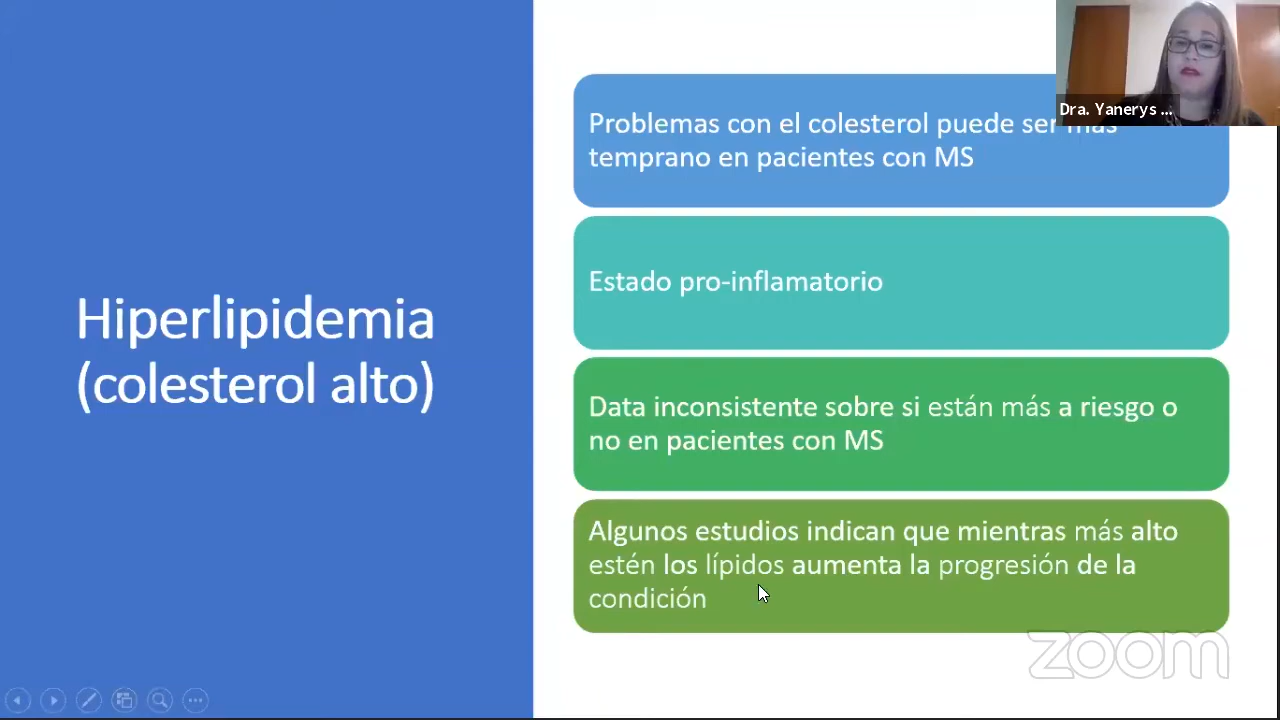 Hiperlipidemia
(colesterol alto)
Problemas con el colesterol puede ser más
temprano en pacientes con MS
Estado pro-inflamatorio
Data inconsistente sobre si están más a riesgo o
no en pacientes con MS
Algunos estudios indican que mientras más alto
estén los lípidos aumenta la progresión de la
condición
Dra. Yanerys ...
zoom